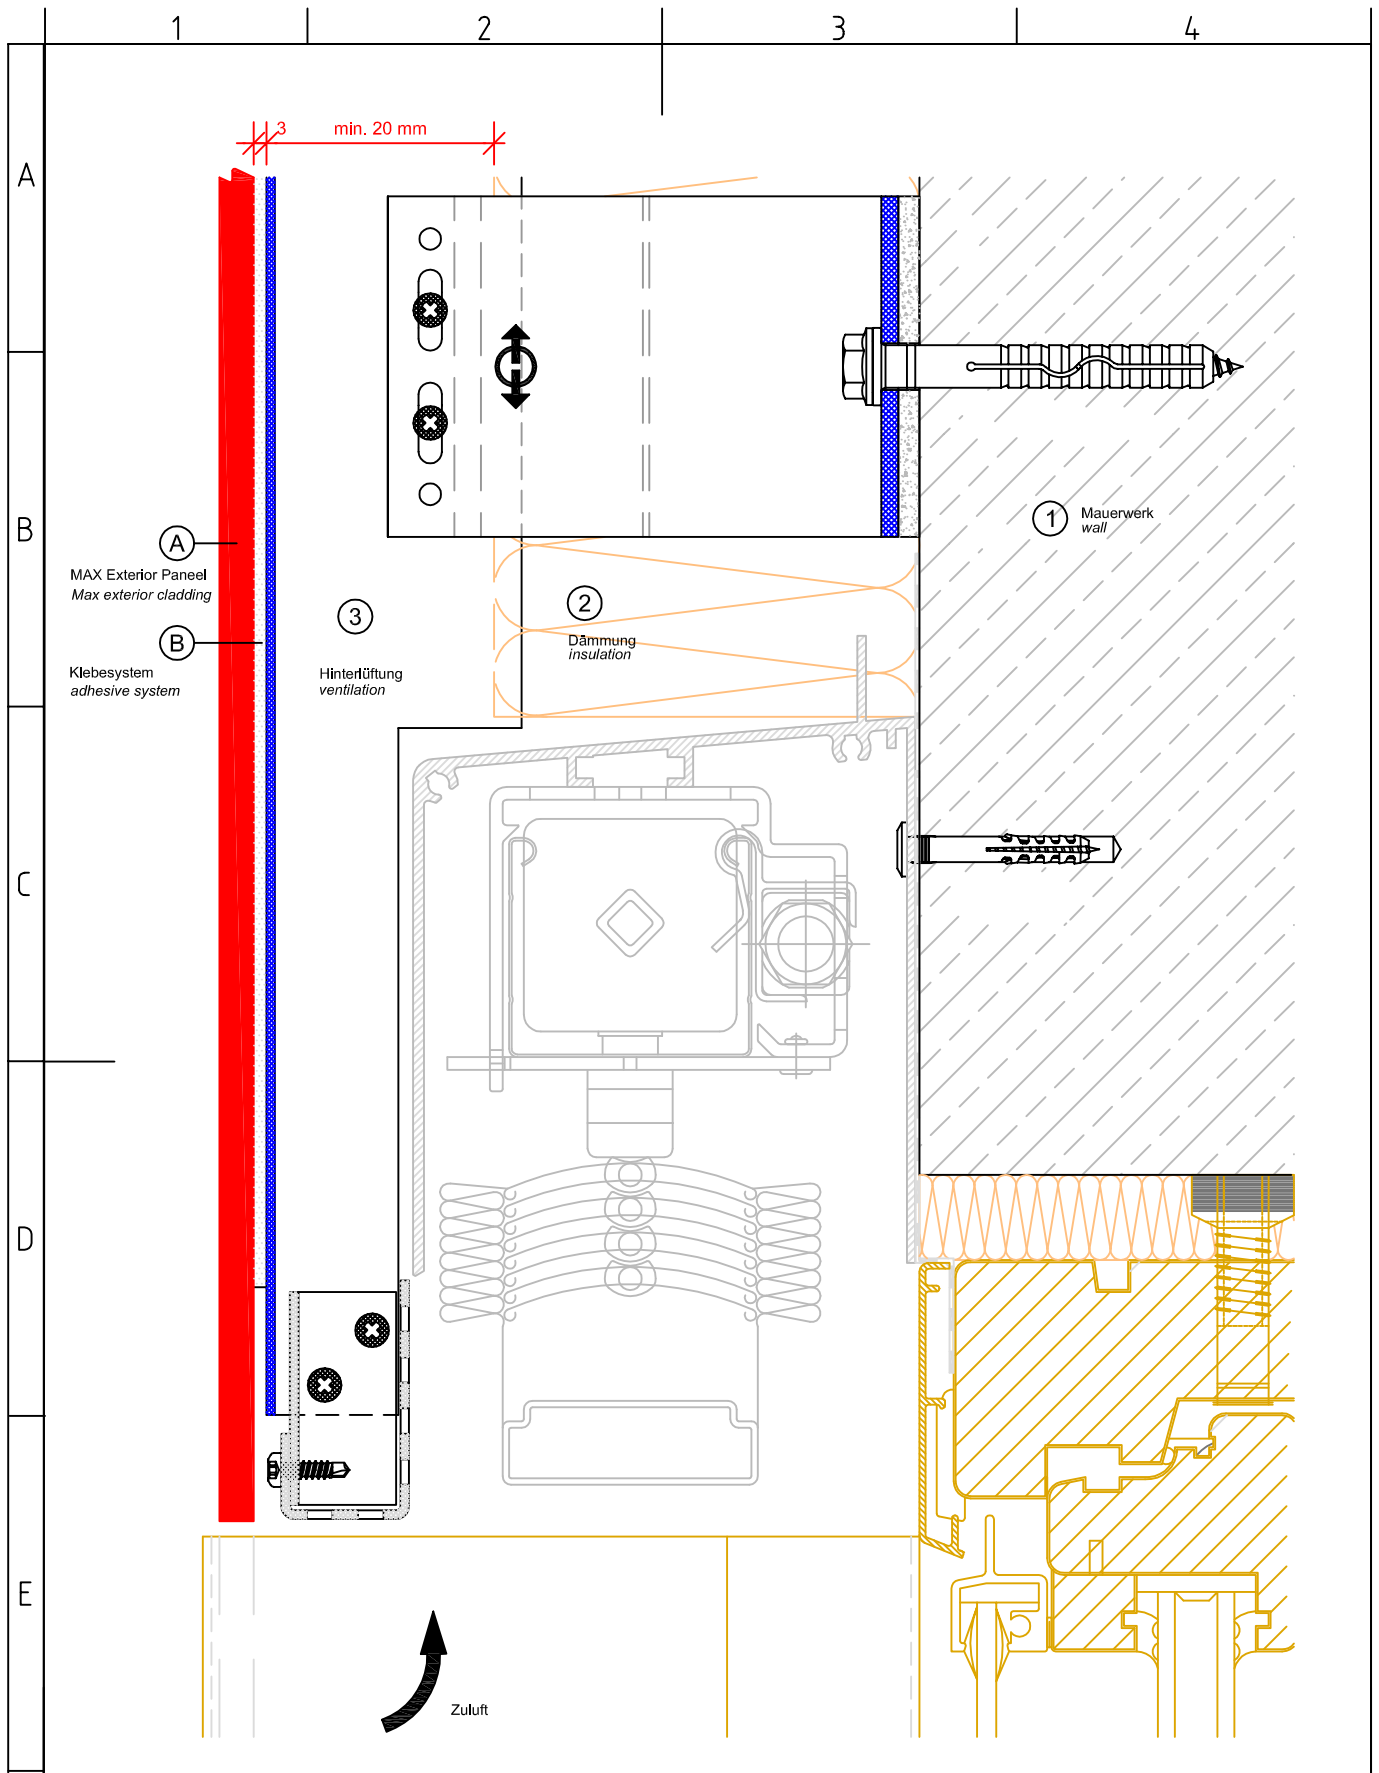 1
2
3
4
A
3
min. 20 mm
B
1
Mauerwerk
wall
A
MAX Exterior Paneel
Max exterior cladding
3
2
Dämmung
insulation
B
Klebesystem
adhesive system
Hinterlüftung
ventilation
C
D
E
Zuluft